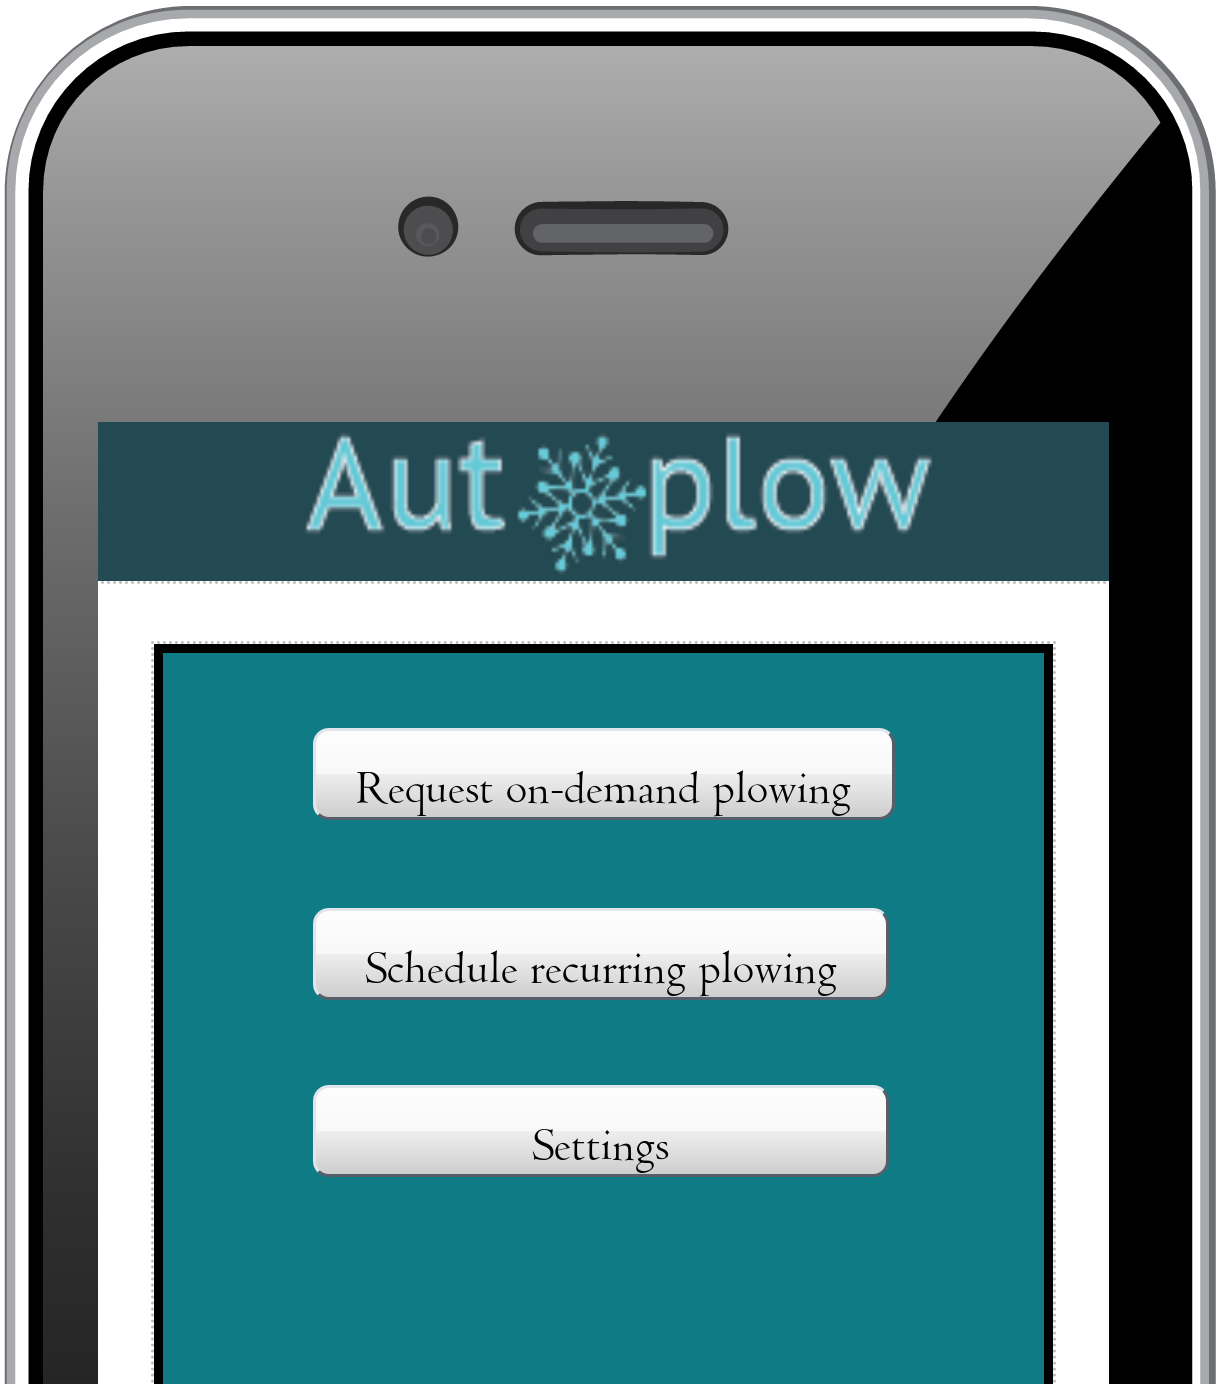 Aut plow
Request on-demand plowing
Schedule recurring plowing
Settings